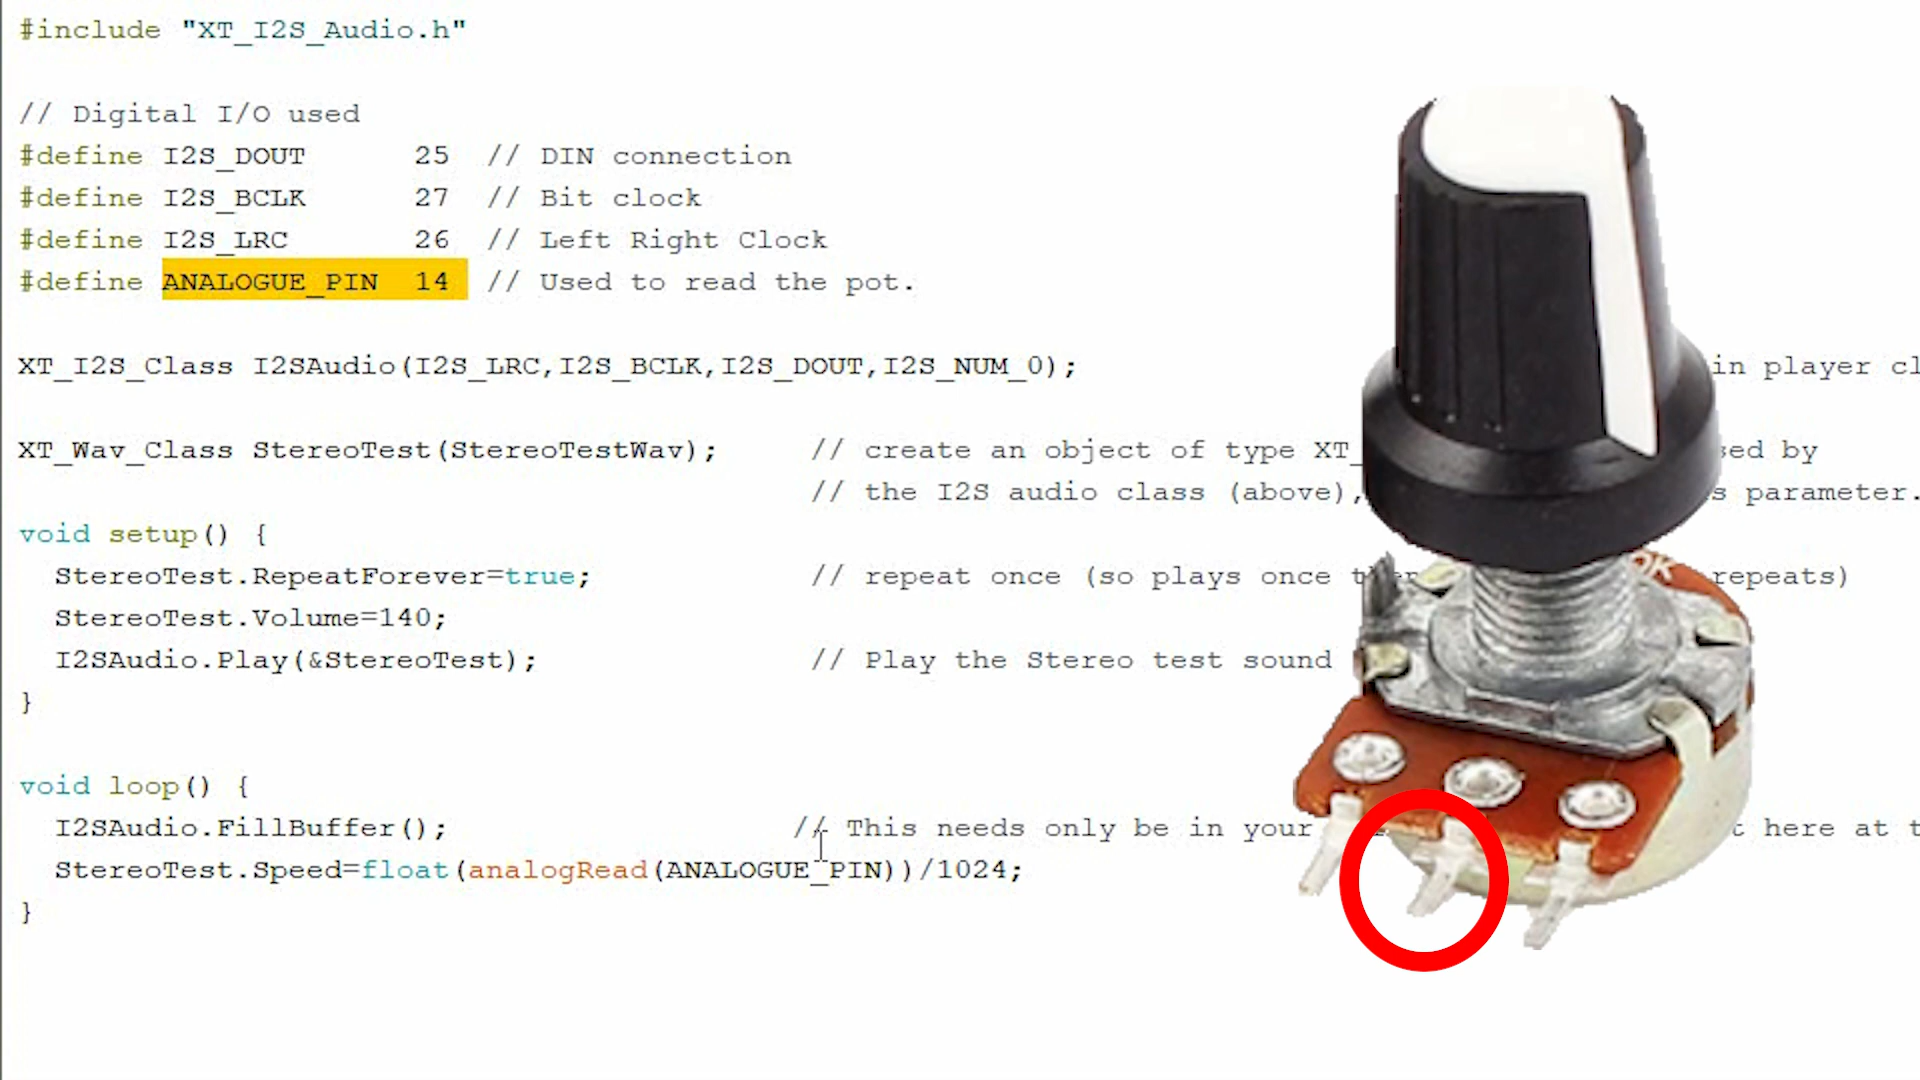 #include "XT_I2S_Audio.h"
// Digital I/O used
#define I2S_DOUT 25 // DIN connection
#define I2S_BCLK 27 // Bit clock
#define I2S_LRC 26 // Left Right Clock
#define ANALOGUE_PIN 14 // Used to read the pot.
XT_I2S_Class I2SAudio(I2S_LRC,I2S_BCLK,I2S_DOUT,I2S_NUM_0); in player cl
XT_Wav_Class StereoTest(StereoTestWav); // create an object of type XT_ sed by
// the I2S audio class (above), s parameter.
void setup() {
StereoTest.RepeatForever=true; // repeat once (so plays once repeats)
StereoTest.Volume=140;
I2SAudio.Play(&StereoTest); // Play the Stereo test sound
}
void loop() {
I2SAudio.FillBuffer(); // This needs only be in your t here at t
StereoTest.Speed=float(analogRead(ANALOGUE_PIN))/1024;
}